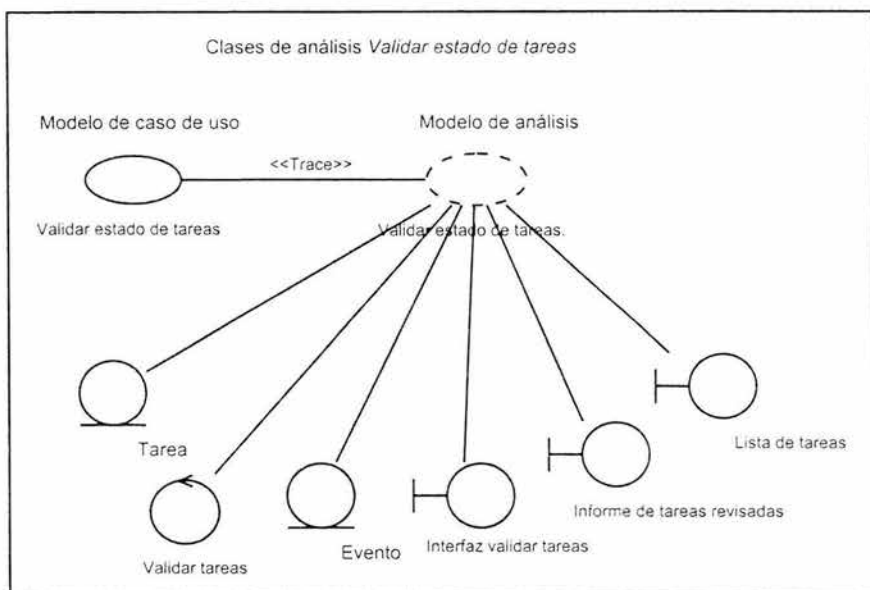 Clases de análisis Validar estado de tareas
Modelo de caso de uso
Modelo de análisis
<<Trace>>
Validar estado de tareas
Validar estado de tareas.
Lista de tareas
Tarea
Informe de tareas revisadas
Evento
Interfaz validar tareas
Validar tareas